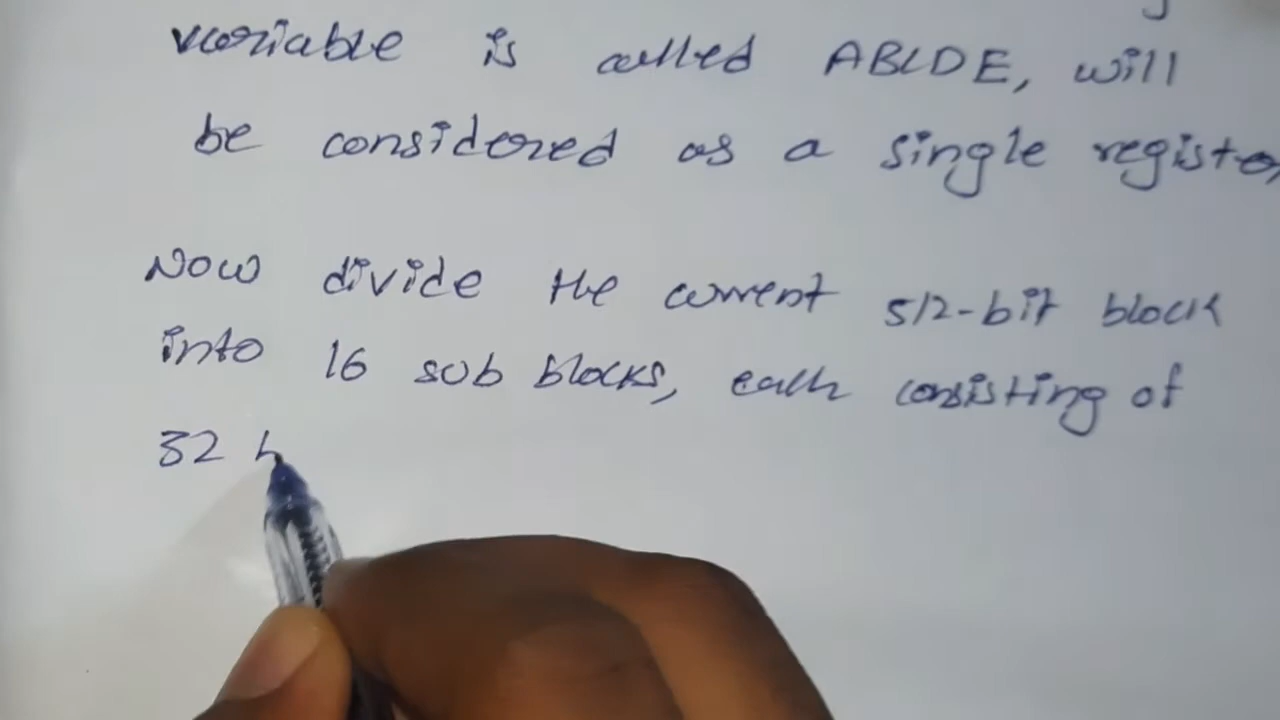 variable is called ABCDE, will
be considered as a single register
Now divide the current 512-bit block
into 16 sub blocks, each consisting of
32 b